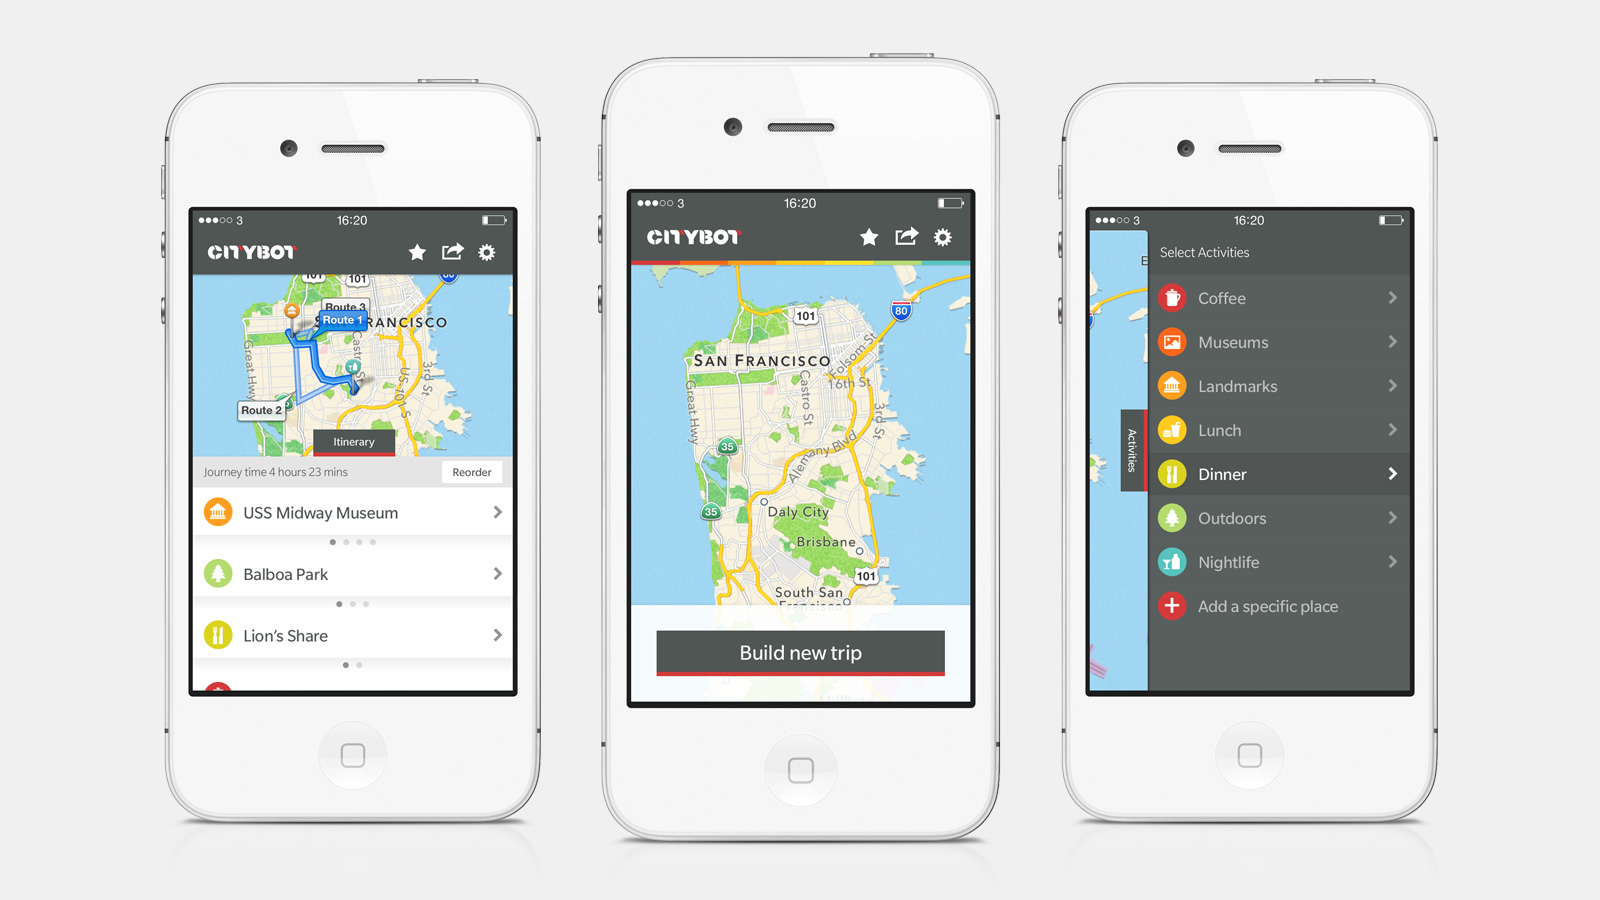 3 16:20
CITYBOT
101
101
80
Route 3
Route 1
SAN FRANCISCO
Great Hwy
Castro St
US-101 S
3rd St
Route 2
Itinerary
Journey time 4 hours 23 mins Reorder
USS Midway Museum
Balboa Park
Lion's Share
3 16:20
CITYBOT
101
80
SAN FRANCISCO
Folsom St
16th St
Castro St
Great Hwy
3rd St
35
Alemany Blvd
35
Daly City
Brisbane
101
South San
Francisco
Build new trip
3 16:20
E
Select Activities
Coffee
Museums
Landmarks
Lunch
Activities
Dinner
Outdoors
Nightlife
Add a specific place